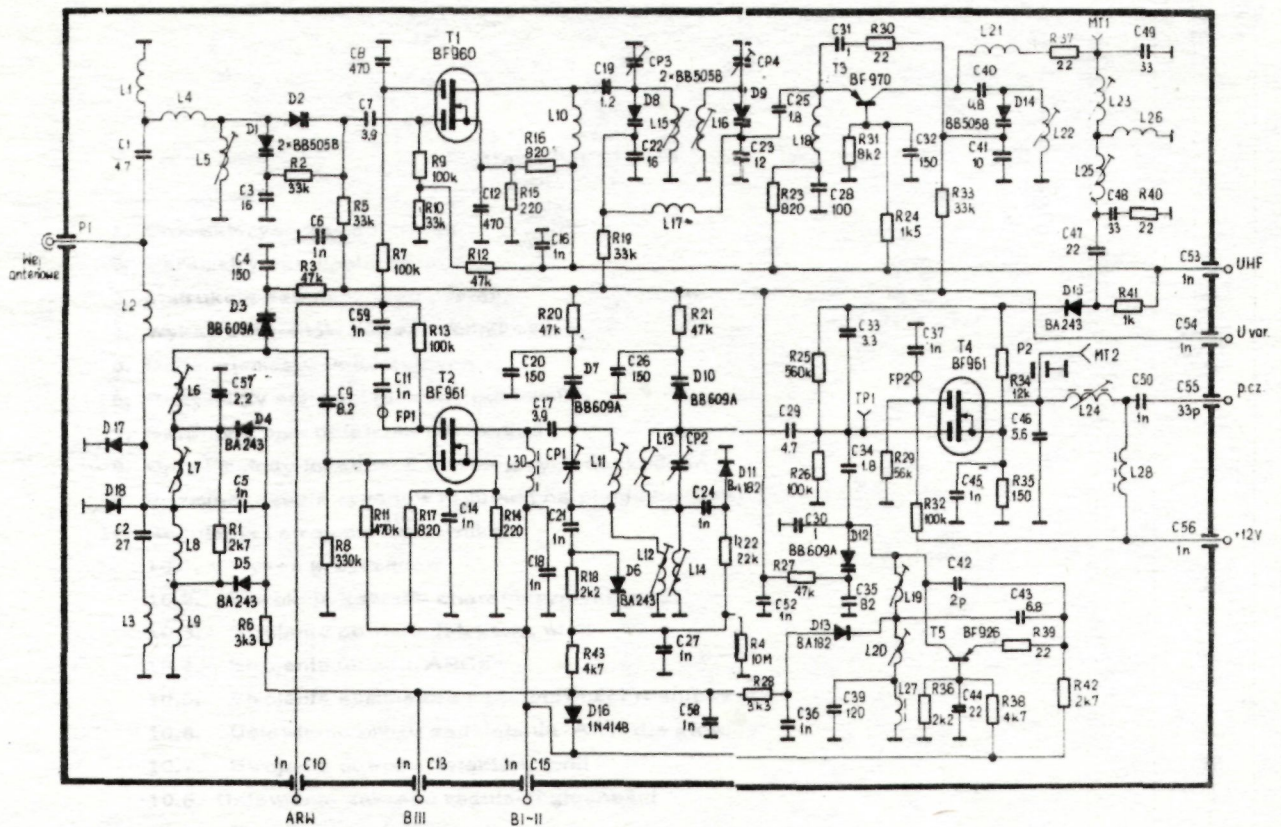 C8
470
T1
BF960
C19
1.2
CP3
2×BB505B
CP4
C31
1
R30
22
L21
R37
22
MT1
C49
33
L1
L4
D2
C7
3,9
D1
2×BB505B
L5
C1
4.7
R2
33k
C3
16
R5
33k
C6
1n
R9
100k
R10
33k
R16
820
C12
470
R15
220
L10
D8
L15
C22
16
L16
D9
C23
12
C25
1.8
L18
T3
BF970
R31
8k2
C32
150
C40
6.8
D14
BB505B
C41
10
L22
L23
L26
L25
C48
33
R40
22
P1
Wej
antenowe
C4
150
R3
47k
R7
100k
R12
47k
C16
1n
R19
33k
L17
R23
820
C28
100
R24
1k5
R33
33k
C47
22
C53
1n
UHF
L2
D3
BB609A
C59
1n
R13
100k
R20
47k
R21
47k
D15
BA243
R41
1k
C54
1n
U var.
L6
C57
2,2
C9
8.2
C11
1n
FP1
T2
BF961
C20
150
D7
BB609A
C26
150
D10
BB609A
R25
560k
C33
3.3
C37
1n
FP2
T4
BF961
P2
R34
12k
MT2
L24
C50
1n
C55
33p
p.cz.
D17
D4
BA243
L7
C17
3,9
CP1
L11
L13
CP2
D11
BA182
C29
4.7
TP1
R26
100k
C34
1.8
R29
56k
C46
5.6
C45
1n
R35
150
L28
D18
C5
1n
C2
27
L8
R1
2k7
D5
BA243
R8
330k
R11
470k
R17
820
C14
1n
R14
220
L30
C21
1n
C18
1n
R18
2k2
D6
BA243
L12
L14
C24
1n
R22
22k
C30
1
D12
BB609A
R27
47k
C35
82
R32
100k
C56
1n
+12V
L3
L9
R6
3k3
R43
4k7
C27
1n
R4
10M
C52
1n
D13
BA182
L19
L20
C42
2p
C43
6.8
T5
BF926
R39
22
D16
1N4148
C58
1n
R28
3k3
C36
1n
C39
120
L27
R36
2k2
C44
22
R38
4k7
R42
2k7
1n
C10
1n
C13
1n
C15
ARW
BIII
BI-II